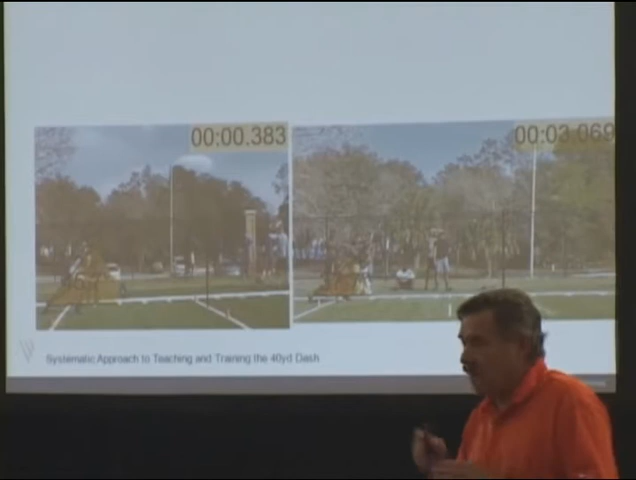 00:00.383
00:03.069
Systematic Approach to Teaching and Training the 40yd Dash